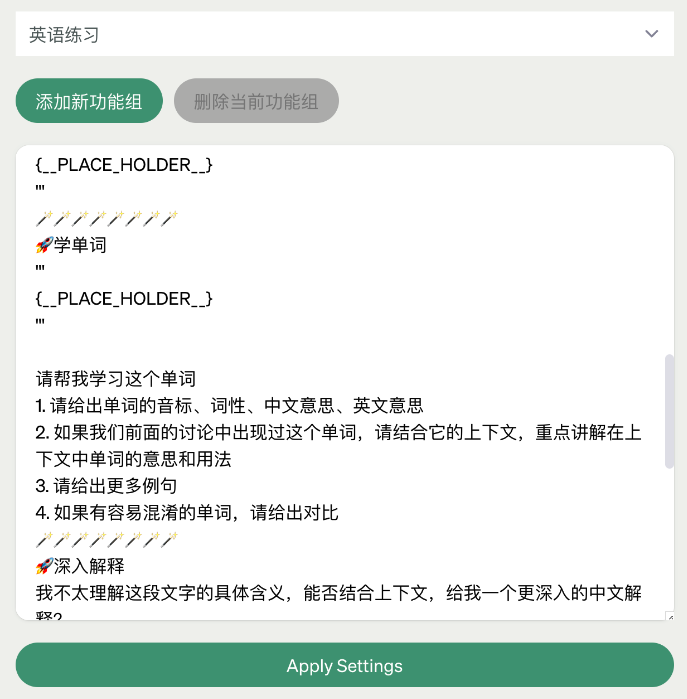 英语练习
添加新功能组
删除当前功能组
{__PLACE_HOLDER__}
'''
🪄🪄🪄🪄🪄🪄🪄🪄
🚀学单词
'''
{__PLACE_HOLDER__}
'''
请帮我学习这个单词
1. 请给出单词的音标、词性、中文意思、英文意思
2. 如果我们前面的讨论中出现过这个单词，请结合它的上下文，重点讲解在上
下文中单词的意思和用法
3. 请给出更多例句
4. 如果有容易混淆的单词，请给出对比
🪄🪄🪄🪄🪄🪄🪄🪄
🚀深入解释
我不太理解这段文字的具体含义，能否结合上下文，给我一个更深入的中文解
释?
Apply Settings